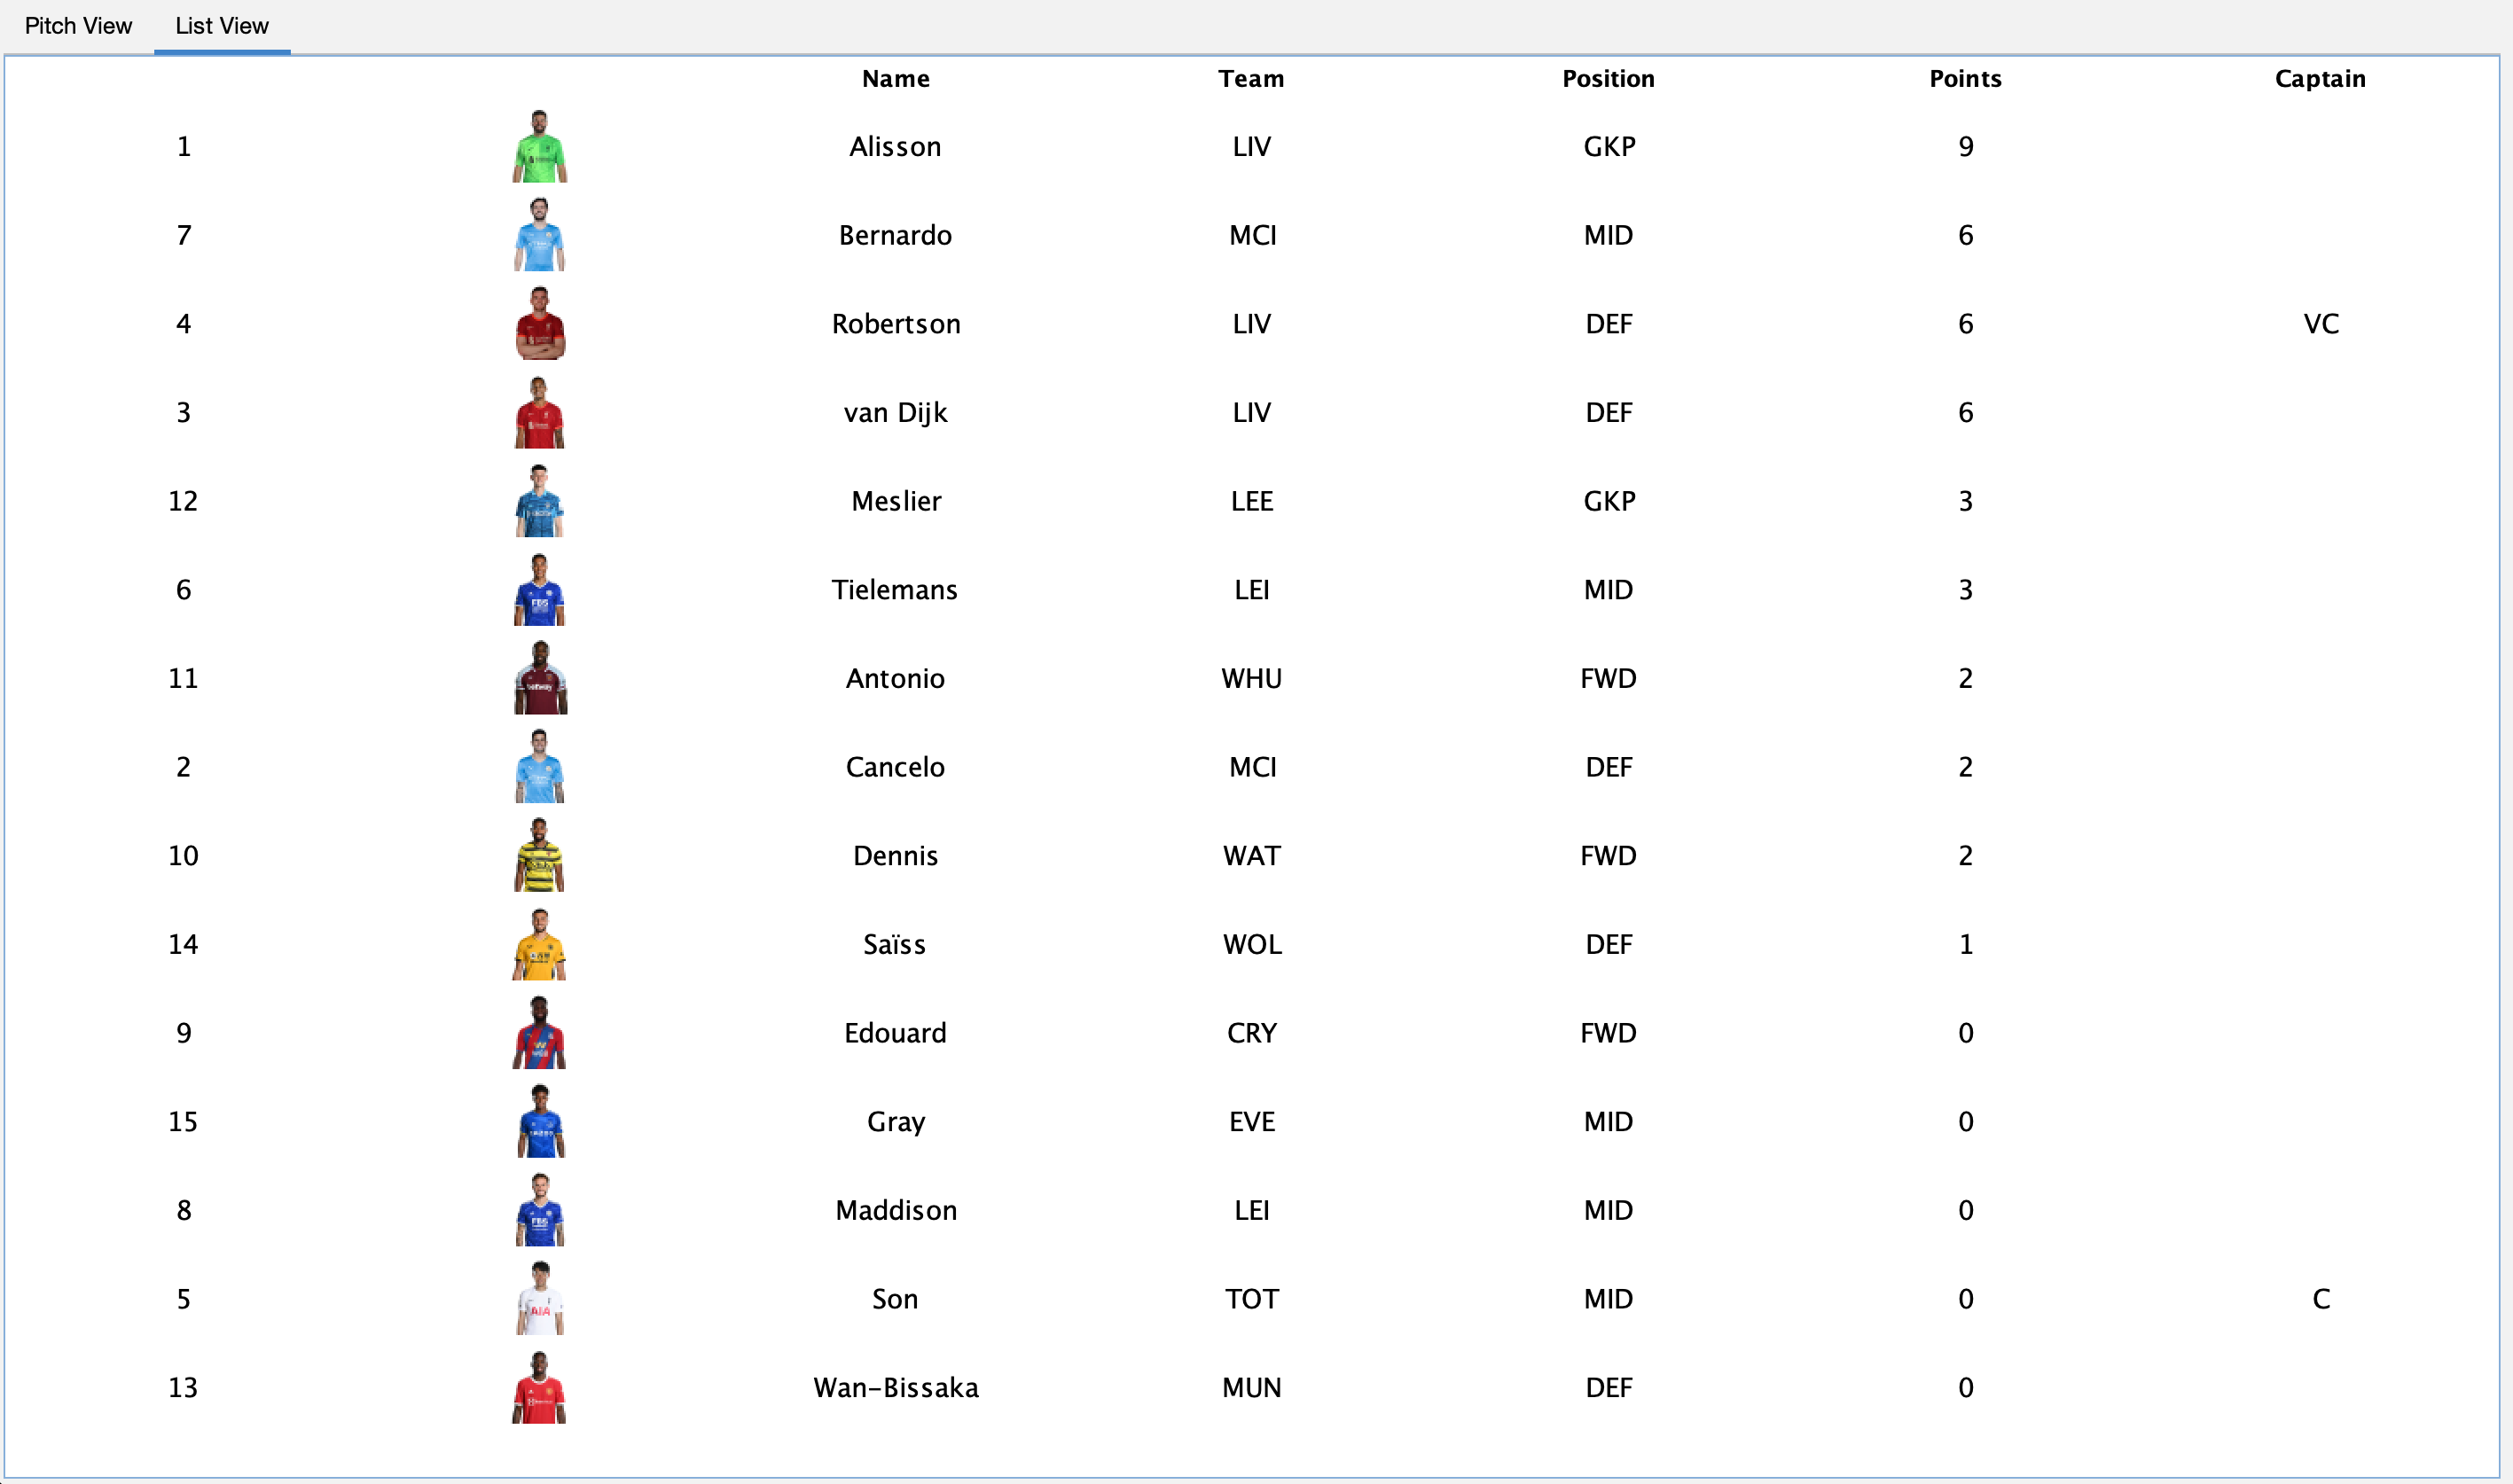 Pitch View List View
Name Team Position Points Captain
1 Alisson LIV GKP 9
7 Bernardo MCI MID 6
4 Robertson LIV DEF 6 VC
3 van Dijk LIV DEF 6
12 Meslier LEE GKP 3
6 FBS Tielemans LEI MID 3
11 betway Antonio WHU FWD 2
2 Cancelo MCI DEF 2
10 Dennis WAT FWD 2
14 Saïss WOL DEF 1
9 Edouard CRY FWD 0
15 Gray EVE MID 0
8 FBS Maddison LEI MID 0
5 AIA Son TOT MID 0 C
13 Wan-Bissaka MUN DEF 0